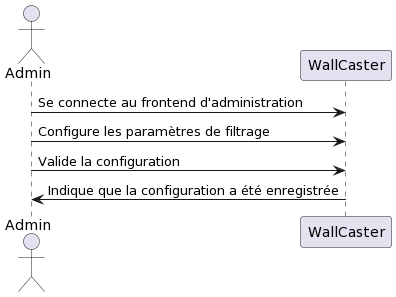 Admin
WallCaster
Se connecte au frontend d'administration
Configure les paramètres de filtrage
Valide la configuration
Indique que la configuration a été enregistrée
Admin
WallCaster